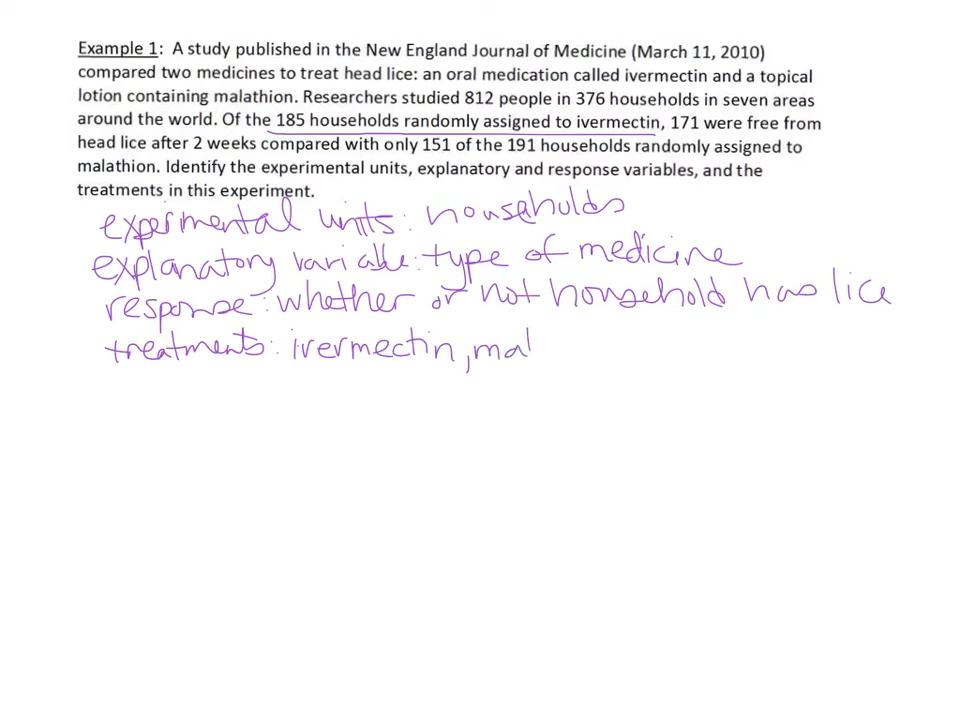 Example 1: A study published in the New England Journal of Medicine (March 11, 2010)
compared two medicines to treat head lice: an oral medication called ivermectin and a topical
lotion containing malathion. Researchers studied 812 people in 376 households in seven areas
around the world. Of the 185 households randomly assigned to ivermectin, 171 were free from
head lice after 2 weeks compared with only 151 of the 191 households randomly assigned to
malathion. Identify the experimental units, explanatory and response variables, and the
treatments in this experiment.
experimental units: households
explanatory variable: type of medicine
response: whether or not household has lice
treatments: ivermectin, mal